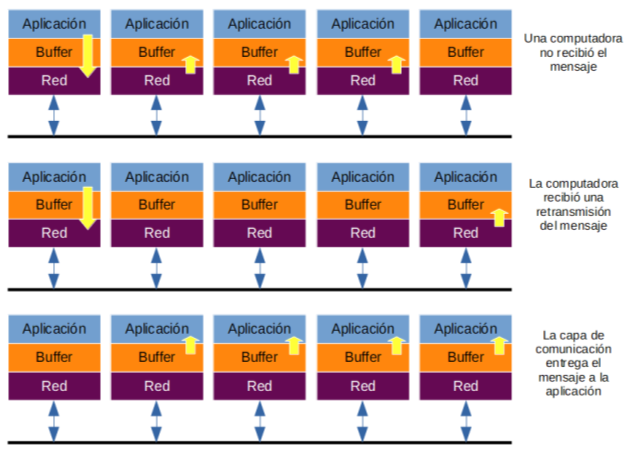 Aplicación Aplicación Aplicación Aplicación Aplicación
Buffer Buffer Buffer Buffer Buffer
Red Red Red Red Red
Una computadora
no recibió el
mensaje
Aplicación Aplicación Aplicación Aplicación Aplicación
Buffer Buffer Buffer Buffer Buffer
Red Red Red Red Red
La computadora
recibió una
retransmisión
del mensaje
Aplicación Aplicación Aplicación Aplicación Aplicación
Buffer Buffer Buffer Buffer Buffer
Red Red Red Red Red
La capa de
comunicación
entrega el
mensaje a la
aplicación